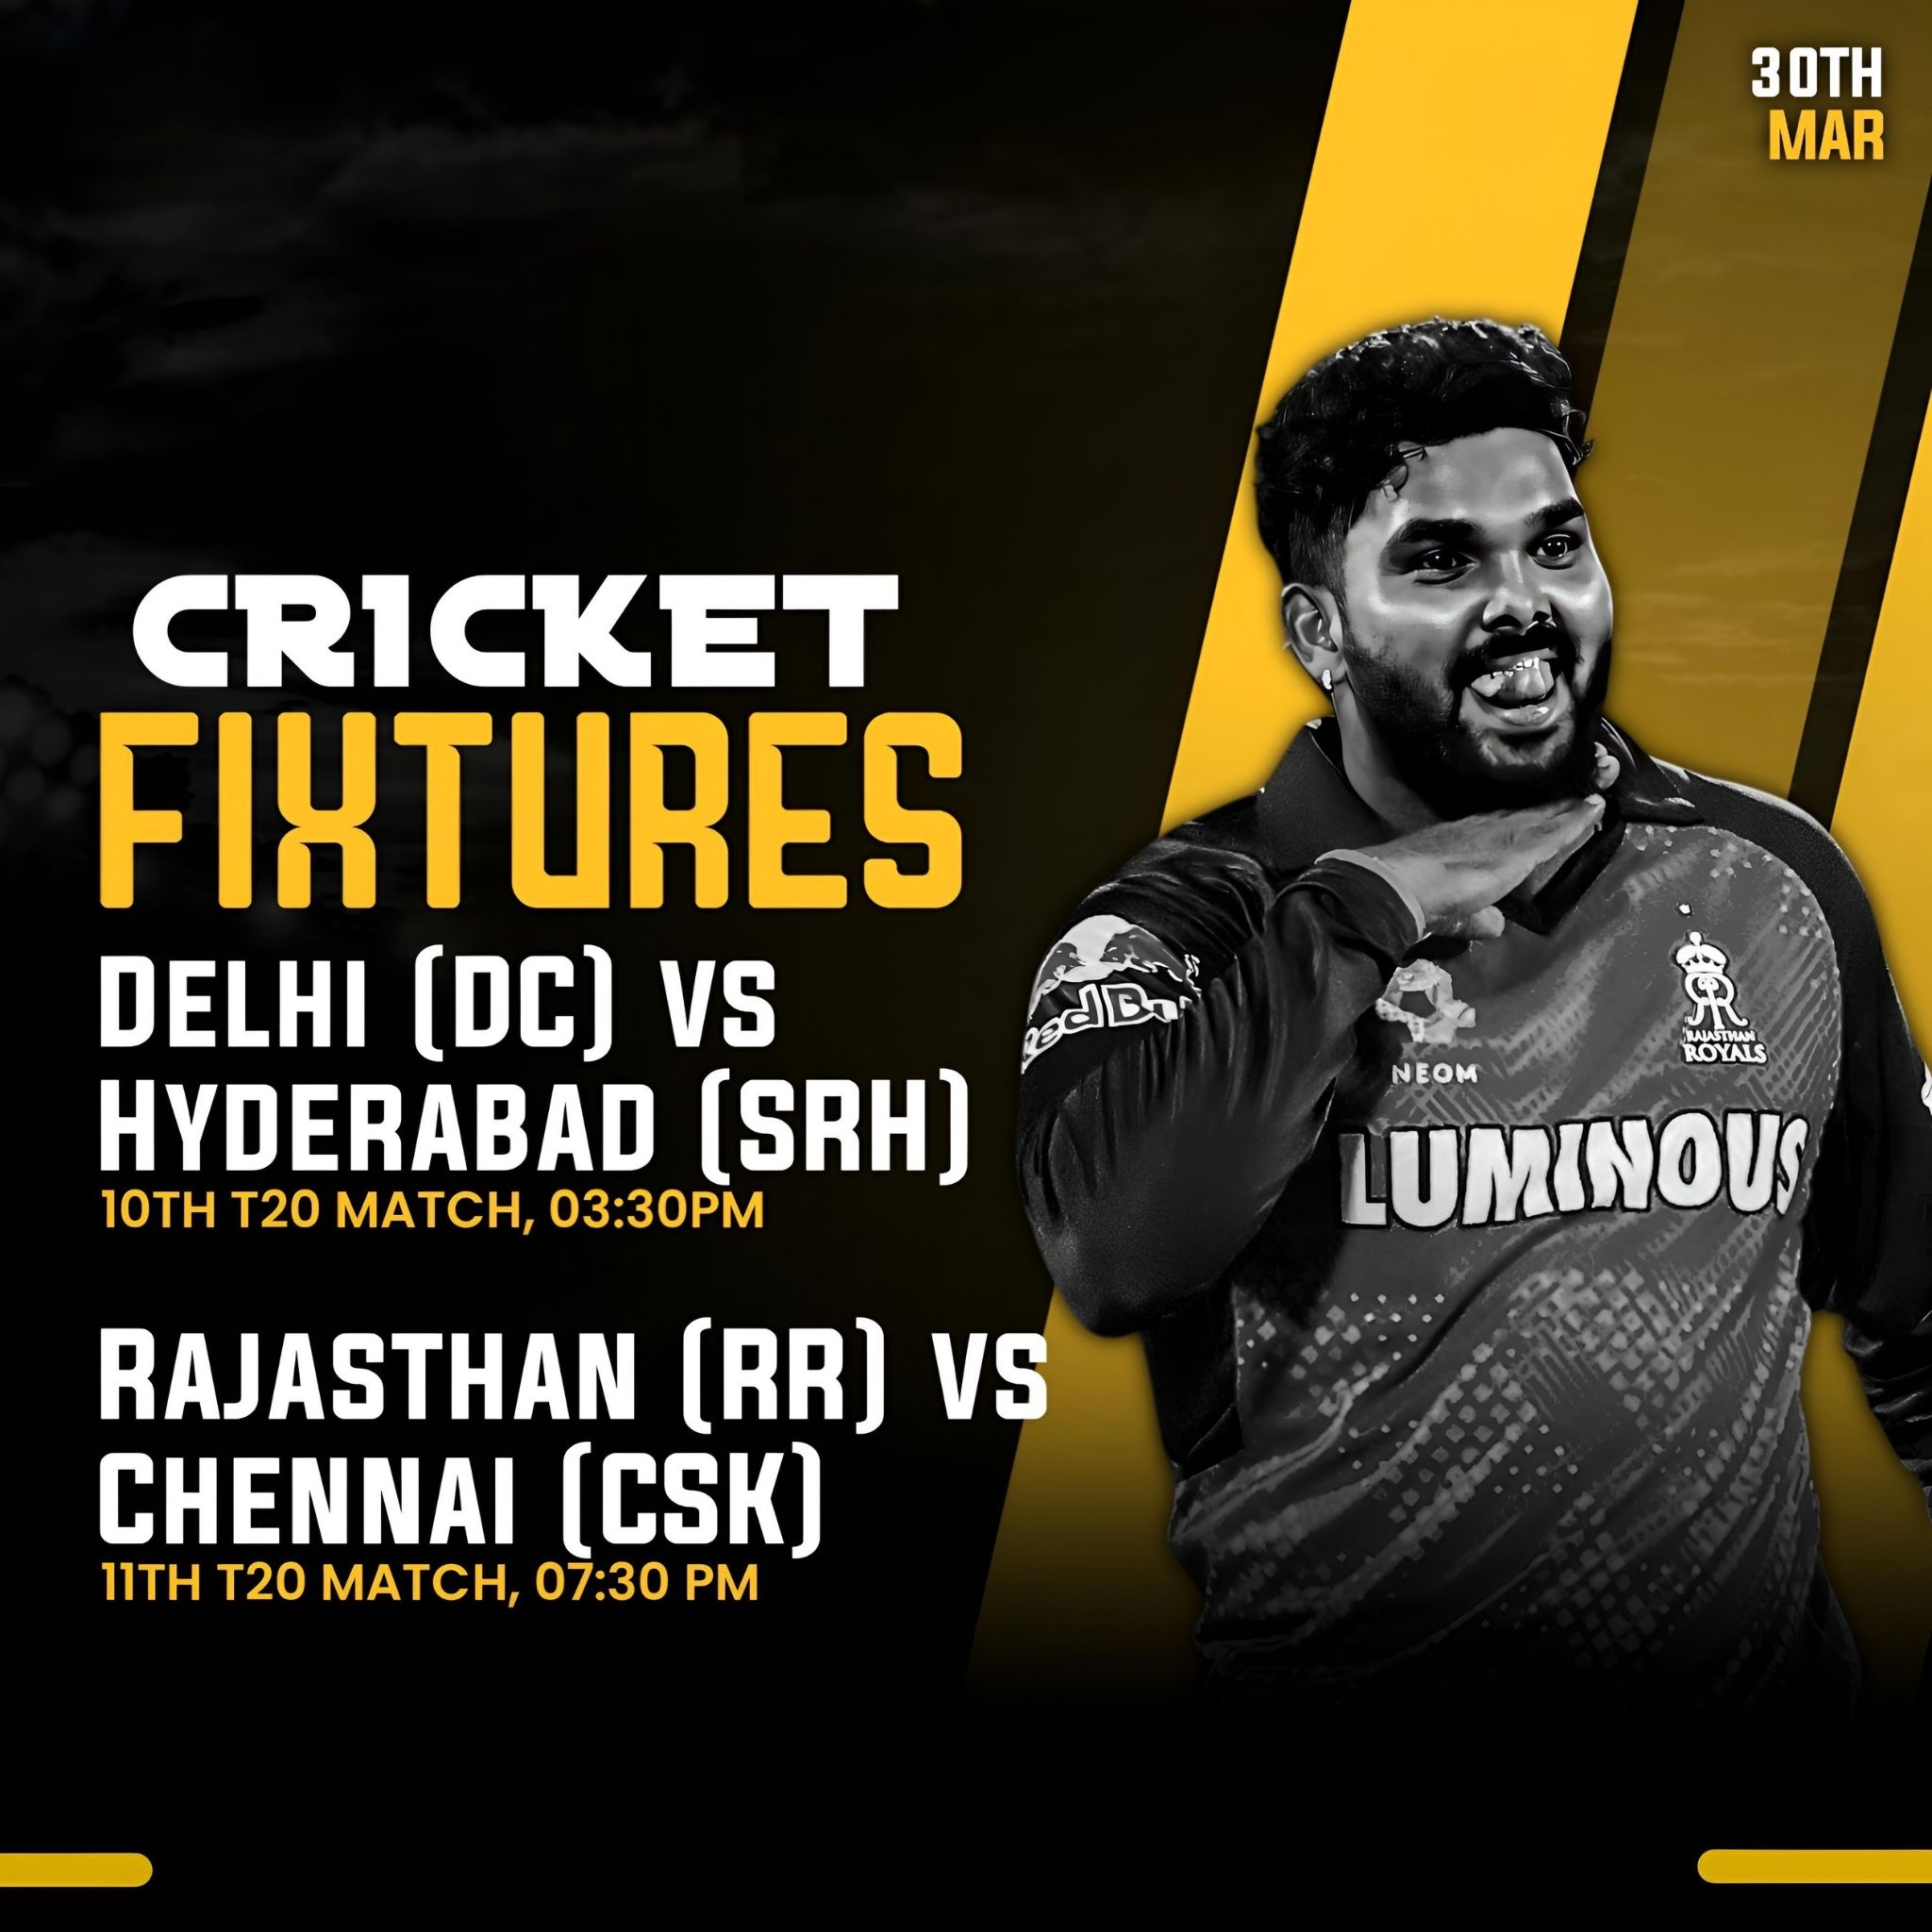 30TH
MAR
CRICKET
FIXTURES
DELHI (DC) VS
HYDERABAD (SRH)
10TH T20 MATCH, 03:30PM
RAJASTHAN (RR) VS
CHENNAI (CSK)
11TH T20 MATCH, 07:30 PM
NEOM
RAJASTHAN
ROYALS
LUMINOUS